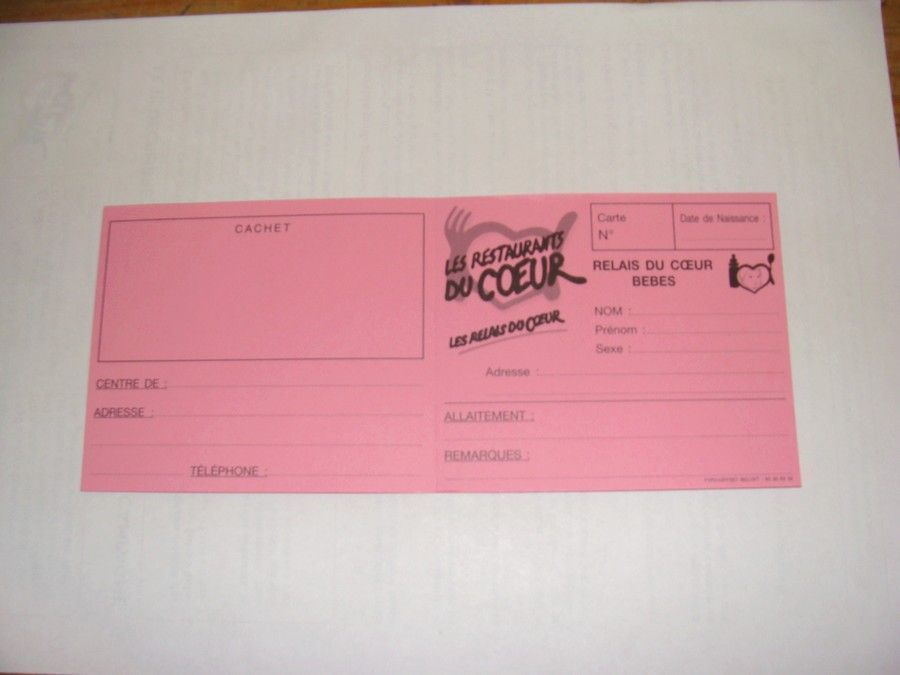 CACHET
CENTRE DE :
ADRESSE :
TÉLÉPHONE :
LES RESTAURANTS
DU CŒUR
LES RELAIS DU CŒUR
Carte
N°
Date de Naissance :
RELAIS DU CŒUR
BEBES
NOM :
Prénom :
Sexe :
Adresse :
ALLAITEMENT :
REMARQUES :